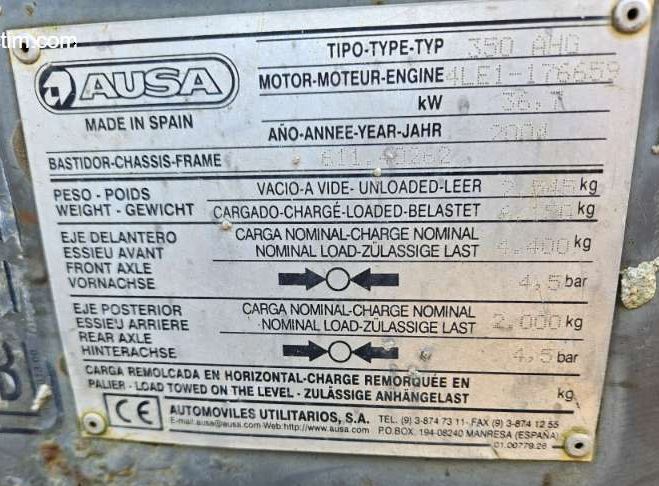 tim.com
AUSA
MADE IN SPAIN
TIPO-TYPE-TYP 350 AHG
MOTOR-MOTEUR-ENGINE 4LE1-176659
kW 36,
AÑO-ANNEE-YEAR-JAHR
BASTIDOR-CHASSIS-FRAME
PESO - POIDS
WEIGHT - GEWICHT
VACIO-A VIDE- UNLOADED-LEER kg
CARGADO-CHARGÉ-LOADED-BELASTET kg
EJE DELANTERO
ESSIEU AVANT
FRONT AXLE
VORNACHSE
CARGA NOMINAL-CHARGE NOMINAL
NOMINAL LOAD-ZÜLASSIGE LAST 4.400 kg
4,5 bar
EJE POSTERIOR
ESSIEU ARRIERE
REAR AXLE
HINTERACHSE
CARGA NOMINAL-CHARGE NOMINAL
NOMINAL LOAD-ZÜLASSIGE LAST 2.000 kg
4,5 bar
CARGA REMOLCADA EN HORIZONTAL-CHARGE REMORQUÉE EN
PALIER - LOAD TOWED ON THE LEVEL - ZULÄSSIGE ANHÄNGELAST kg
CE
AUTOMOVILES UTILITARIOS, S.A.
E-mail:ausa@ausa.com Web:http://www.ausa.com
TEL. (9) 3-874 73 11 - FAX (9) 3-874 12 55
P.O.BOX. 194-08240 MANRESA (ESPAÑA)
01.00779.26